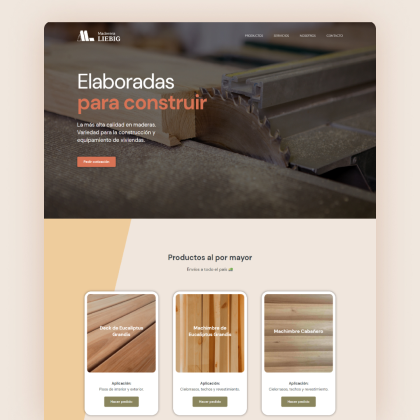 Maderera
LIEBIG
PRODUCTOS SERVICIOS NOSOTROS CONTACTO
Elaboradas
para construir
La más alta calidad en maderas.
Variedad para la construcción y
equipamiento de viviendas.
Pedir cotización
Productos al por mayor
Envíos a todo el país
Deck de Eucaliptus
Grandis
Machimbre de
Eucaliptus Grandis
Machimbre Cabañero
Aplicación:
Pisos de interior y exterior.
Hacer pedido
Aplicación:
Cielorrasos, techos y revestimiento.
Hacer pedido
Aplicación:
Cielorrasos, techos y revestimiento.
Hacer pedido